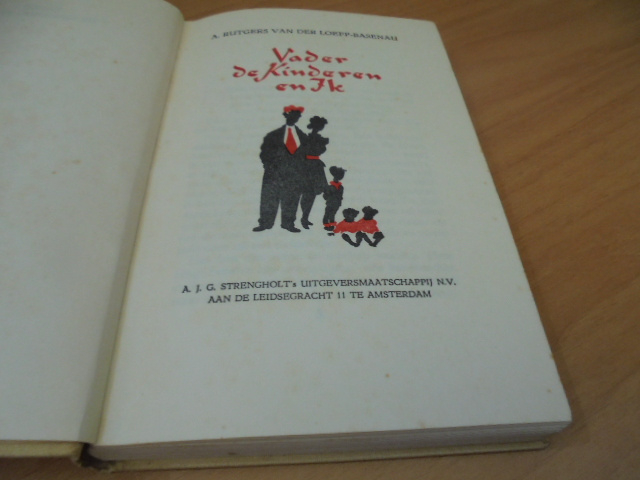 A. RUTGERS VAN DER LOEFF-BASENAU
Vader
de Kinderen
en Ik
A. J. G. STRENGHOLT's UITGEVERSMAATSCHAPPIJ N.V.
AAN DE LEIDSEGRACHT 11 TE AMSTERDAM